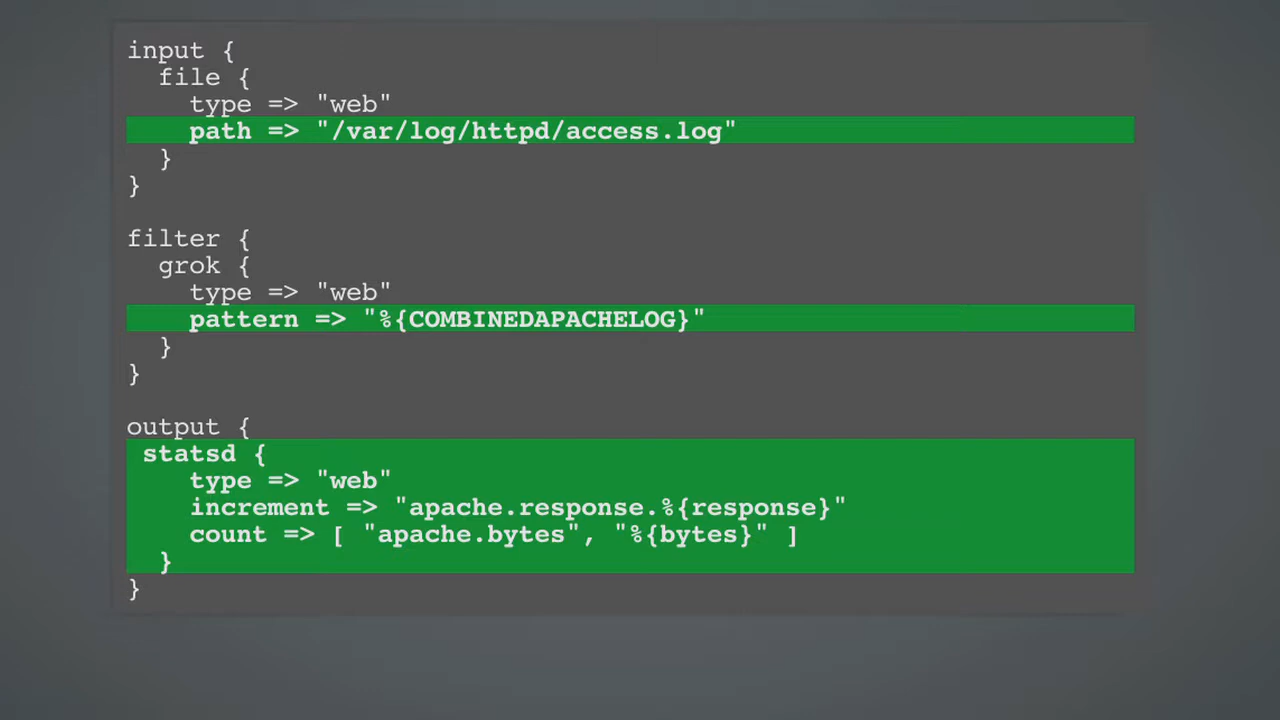 input {
  file {
    type => "web"
    path => "/var/log/httpd/access.log"
  }
}

filter {
  grok {
    type => "web"
    pattern => "%{COMBINEDAPACHELOG}"
  }
}

output {
 statsd {
    type => "web"
    increment => "apache.response.%{response}"
    count => [ "apache.bytes", "%{bytes}" ]
  }
}